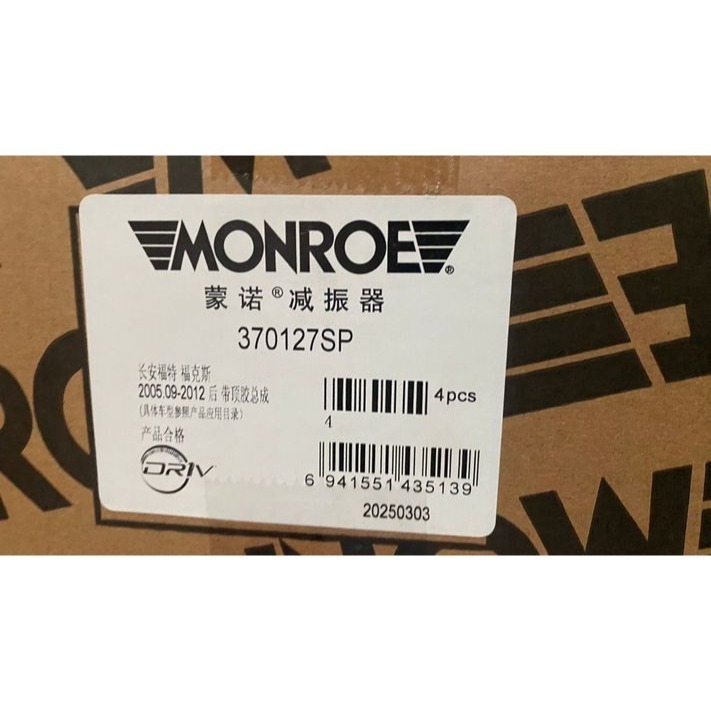 MONROE®
蒙诺®减振器
370127SP
长安福特 福克斯
2005.09-2012 后 带顶胶总成
(具体车型参照产品应用目录)
4pcs
4
产品合格
DRiV
6 941551 435139
20250303